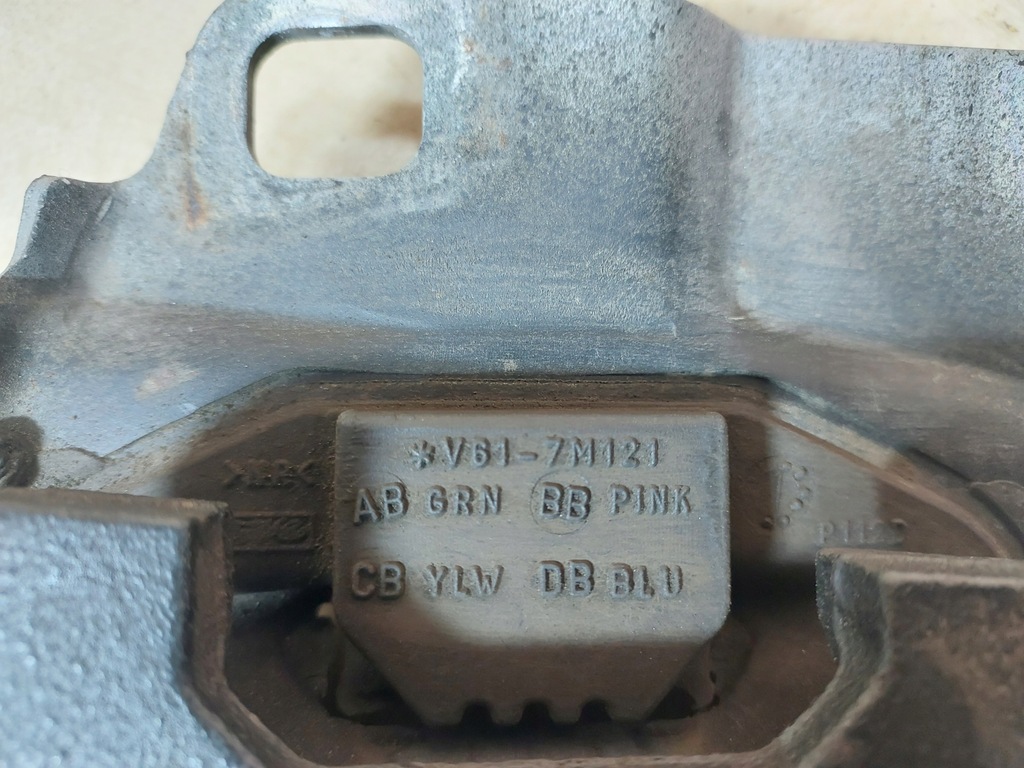 *V61-7M121
AB GRN BB PINK
CB YLW DB BLU